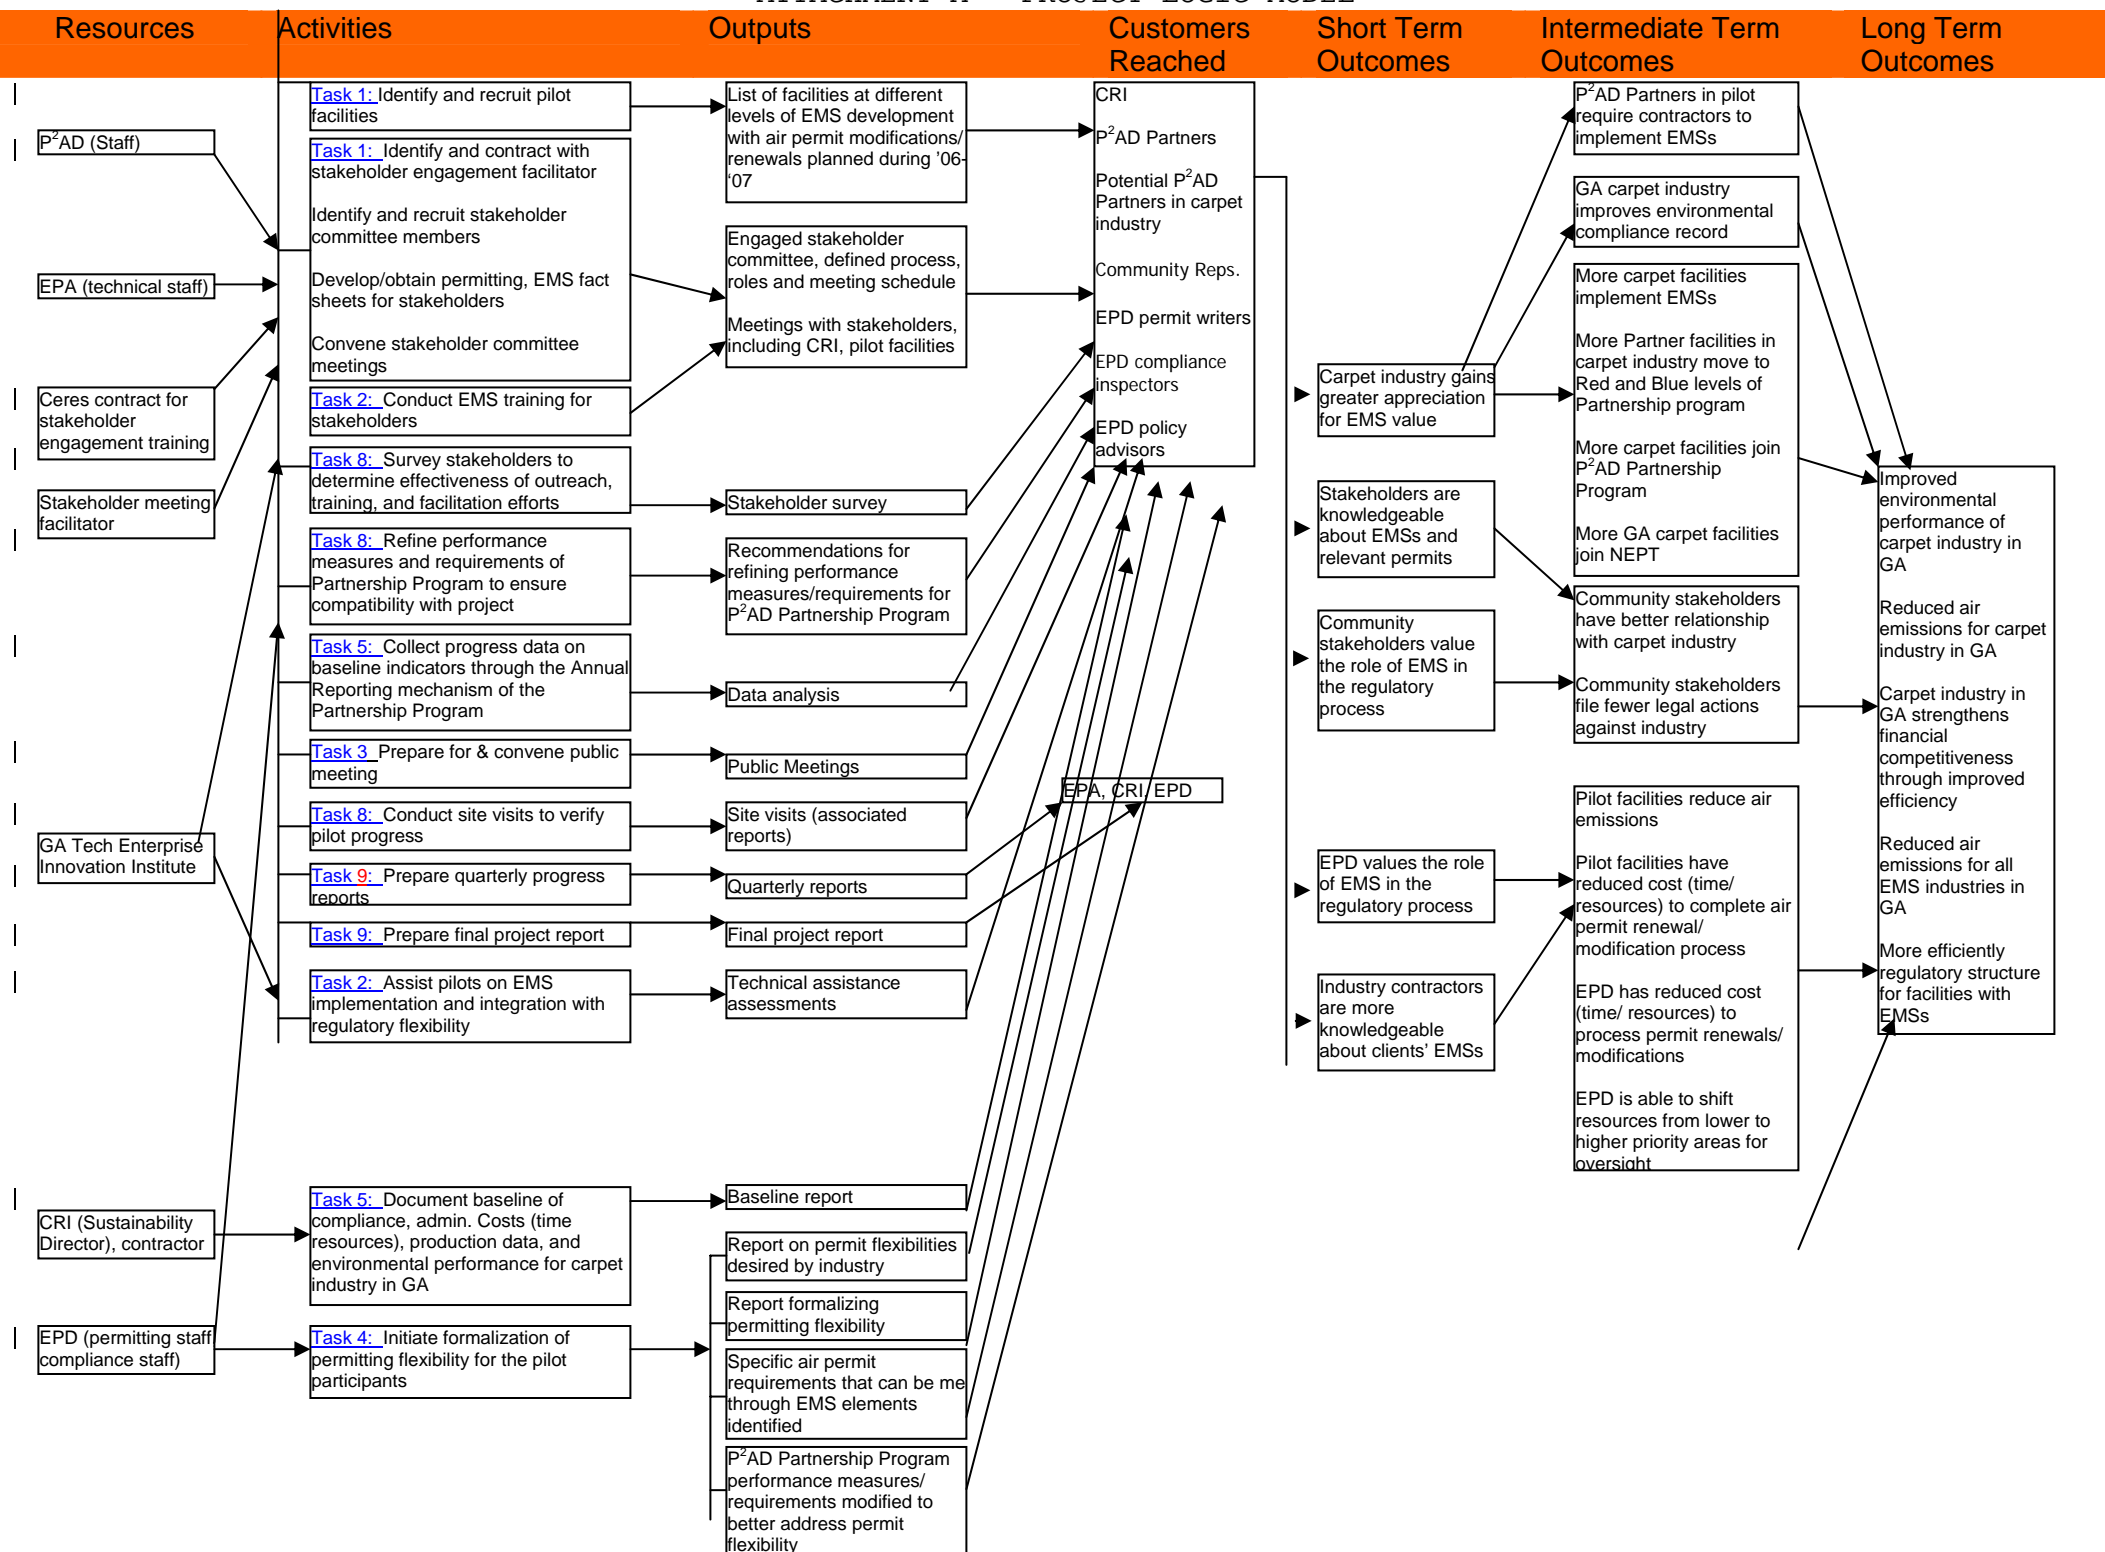 Resources
Activities
Outputs
Customers
Reached
Short Term
Outcomes
Intermediate Term
Outcomes
Long Term
Outcomes
P²AD (Staff)
EPA (technical staff)
Ceres contract for
stakeholder
engagement training
Stakeholder meeting
facilitator
GA Tech Enterprise
Innovation Institute
CRI (Sustainability
Director), contractor
EPD (permitting staff
compliance staff)
Task 1: Identify and recruit pilot
facilities
Task 1: Identify and contract with
stakeholder engagement facilitator
Identify and recruit stakeholder
committee members
Develop/obtain permitting, EMS fact
sheets for stakeholders
Convene stakeholder committee
meetings
Task 2: Conduct EMS training for
stakeholders
Task 8: Survey stakeholders to
determine effectiveness of outreach,
training, and facilitation efforts
Task 8: Refine performance
measures and requirements of
Partnership Program to ensure
compatibility with project
Task 5: Collect progress data on
baseline indicators through the Annual
Reporting mechanism of the
Partnership Program
Task 3 Prepare for & convene public
meeting
Task 8: Conduct site visits to verify
pilot progress
Task 9: Prepare quarterly progress
reports
Task 9: Prepare final project report
Task 2: Assist pilots on EMS
implementation and integration with
regulatory flexibility
Task 5: Document baseline of
compliance, admin. Costs (time
resources), production data, and
environmental performance for carpet
industry in GA
Task 4: Initiate formalization of
permitting flexibility for the pilot
participants
List of facilities at different
levels of EMS development
with air permit modifications/
renewals planned during '06-
'07
Engaged stakeholder
committee, defined process,
roles and meeting schedule
Meetings with stakeholders,
including CRI, pilot facilities
Stakeholder survey
Recommendations for
refining performance
measures/requirements for
P²AD Partnership Program
Data analysis
Public Meetings
Site visits (associated
reports)
Quarterly reports
Final project report
Technical assistance
assessments
Baseline report
Report on permit flexibilities
desired by industry
Report formalizing
permitting flexibility
Specific air permit
requirements that can be me
through EMS elements
identified
P²AD Partnership Program
performance measures/
requirements modified to
better address permit
flexibility
CRI
P²AD Partners
Potential P²AD
Partners in carpet
industry
Community Reps.
EPD permit writers
EPD compliance
inspectors
EPD policy
advisors
EPA, CRI, EPD
Carpet industry gains
greater appreciation
for EMS value
Stakeholders are
knowledgeable
about EMSs and
relevant permits
Community
stakeholders value
the role of EMS in
the regulatory
process
EPD values the role
of EMS in the
regulatory process
Industry contractors
are more
knowledgeable
about clients' EMSs
P²AD Partners in pilot
require contractors to
implement EMSs
GA carpet industry
improves environmental
compliance record
More carpet facilities
implement EMSs
More Partner facilities in
carpet industry move to
Red and Blue levels of
Partnership program
More carpet facilities join
P²AD Partnership
Program
More GA carpet facilities
join NEPT
Community stakeholders
have better relationship
with carpet industry
Community stakeholders
file fewer legal actions
against industry
Pilot facilities reduce air
emissions
Pilot facilities have
reduced cost (time/
resources) to complete air
permit renewal/
modification process
EPD has reduced cost
(time/ resources) to
process permit renewals/
modifications
EPD is able to shift
resources from lower to
higher priority areas for
oversight
Improved
environmental
performance of
carpet industry in
GA
Reduced air
emissions for carpet
industry in GA
Carpet industry in
GA strengthens
financial
competitiveness
through improved
efficiency
Reduced air
emissions for all
EMS industries in
GA
More efficiently
regulatory structure
for facilities with
EMSs